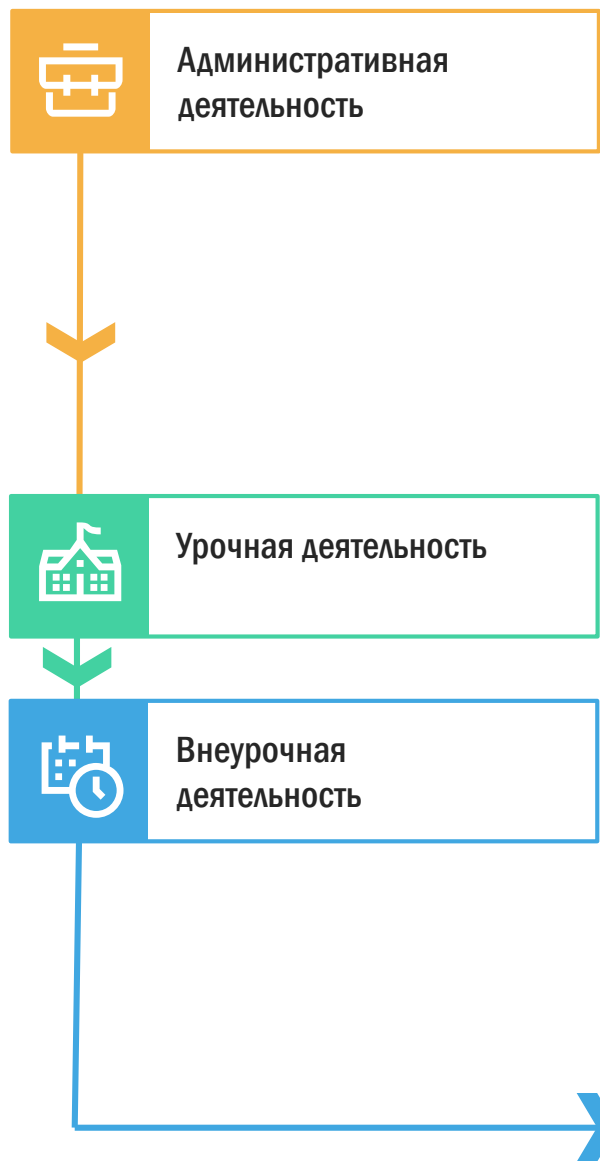 Административная
деятельность
Урочная деятельность
Внеурочная
деятельность